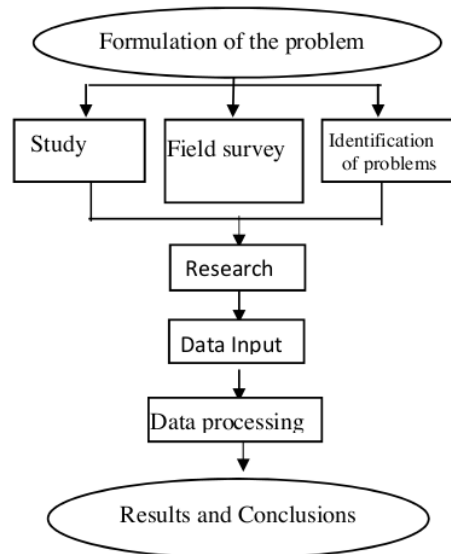 Formulation of the problem
Study
Field survey
Identification
of problems
Research
Data Input
Data processing
Results and Conclusions